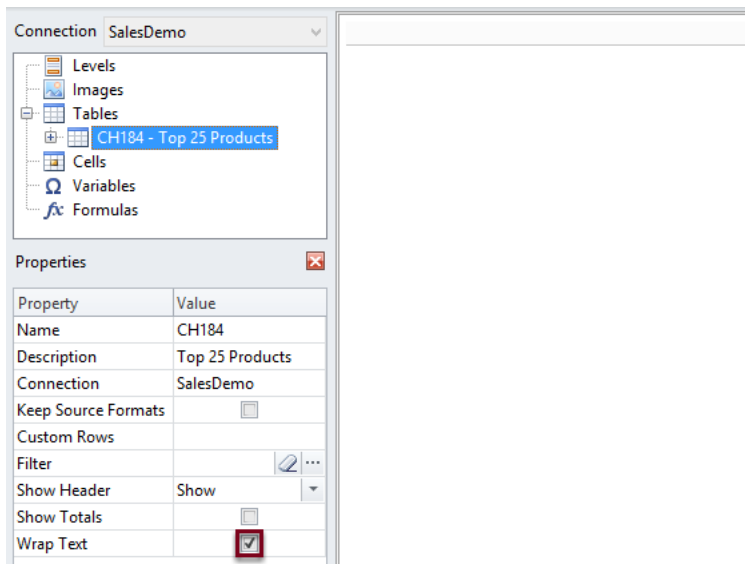 Connection SalesDemo
Levels
Images
Tables
CH184 - Top 25 Products
Cells
Ω Variables
fx Formulas
Properties
Property Value
Name CH184
Description Top 25 Products
Connection SalesDemo
Keep Source Formats
Custom Rows
Filter ...
Show Header Show
Show Totals
Wrap Text